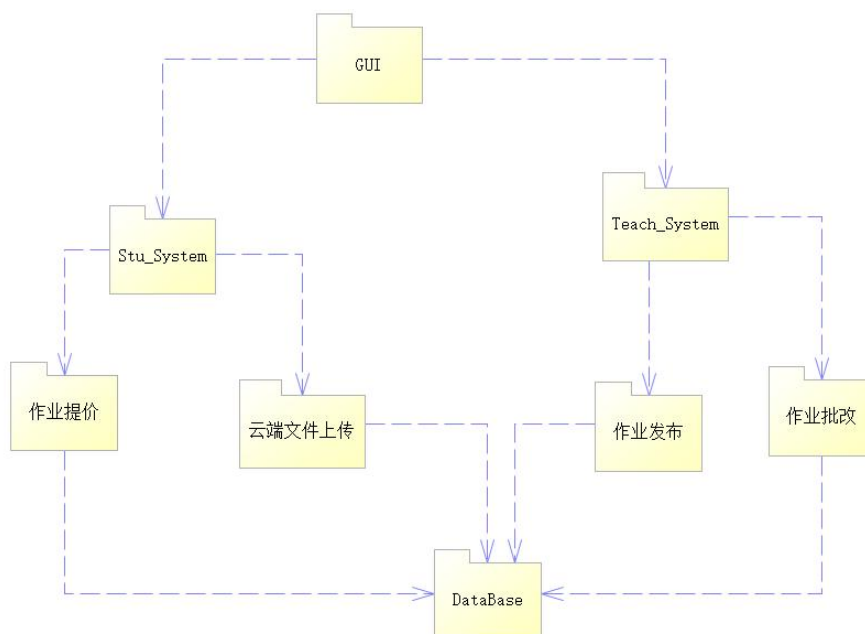 GUI
Teach_System
Stu_System
作业提价
云端文件上传
作业发布
作业批改
DataBase